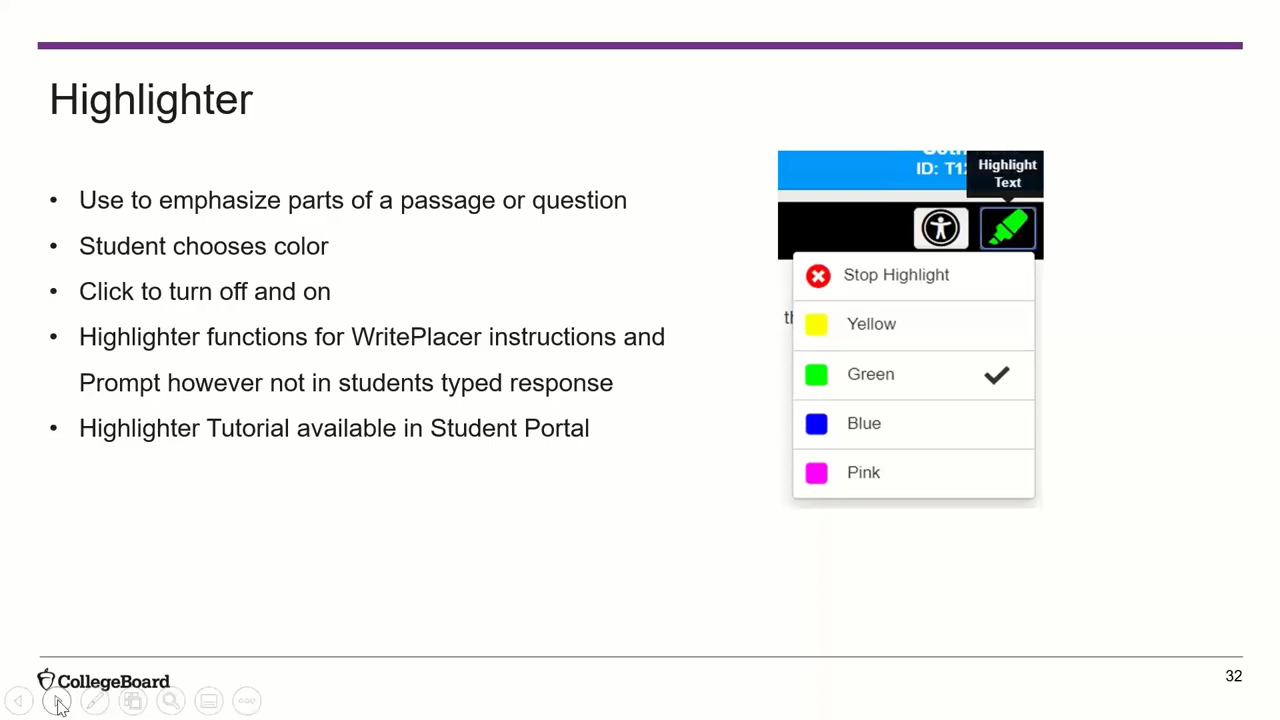 Highlighter
• Use to emphasize parts of a passage or question
• Student chooses color
• Click to turn off and on
• Highlighter functions for WritePlacer instructions and
Prompt however not in students typed response
• Highlighter Tutorial available in Student Portal
ID: T12
Highlight
Text
Stop Highlight
Yellow
Green
Blue
Pink
CollegeBoard
32